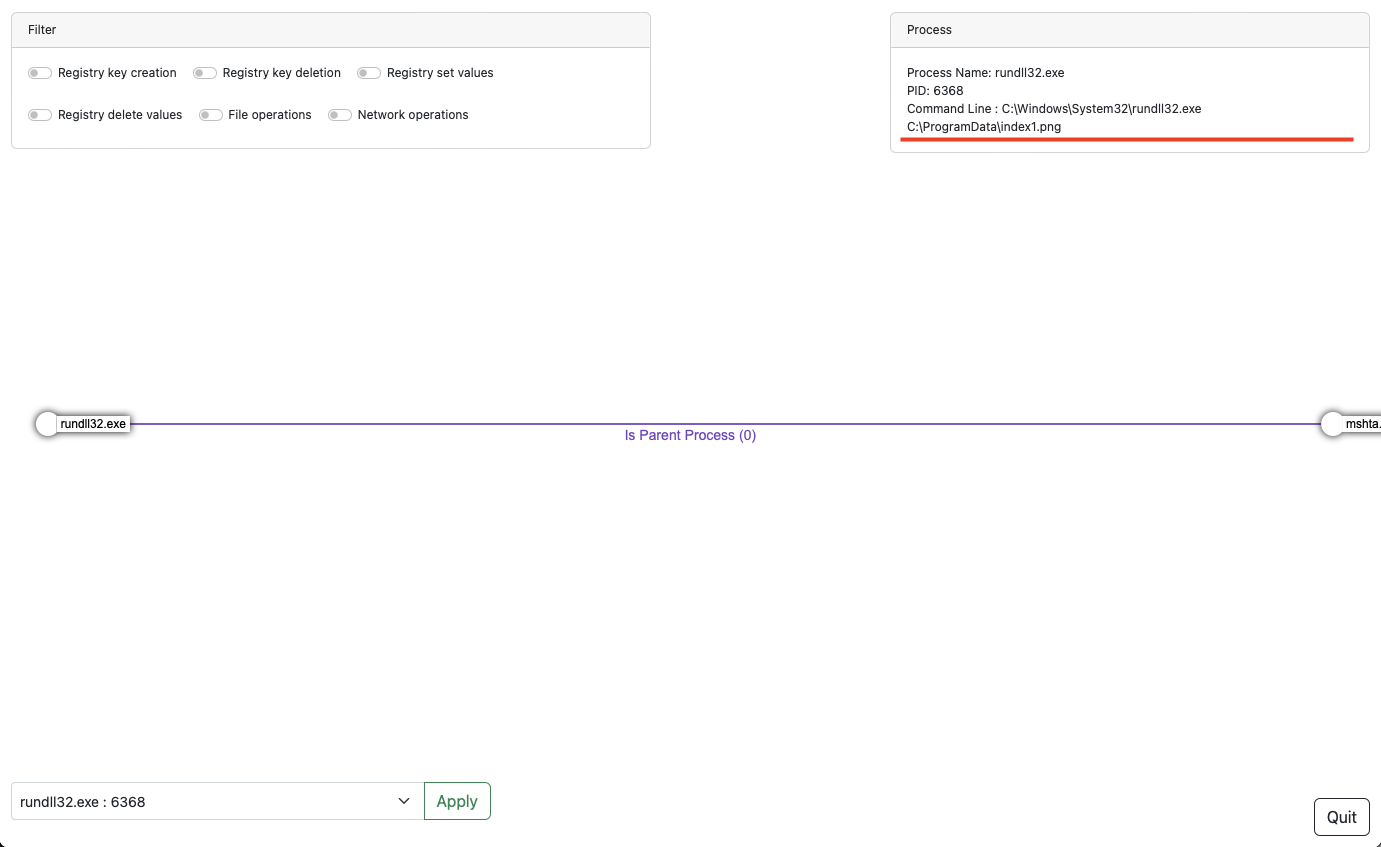 Filter
Registry key creation Registry key deletion Registry set values
Registry delete values File operations Network operations
Process
Process Name: rundll32.exe
PID: 6368
Command Line : C:\Windows\System32\rundll32.exe
C:\ProgramData\index1.png
rundll32.exe
Is Parent Process (0)
mshta.
rundll32.exe : 6368
Apply
Quit